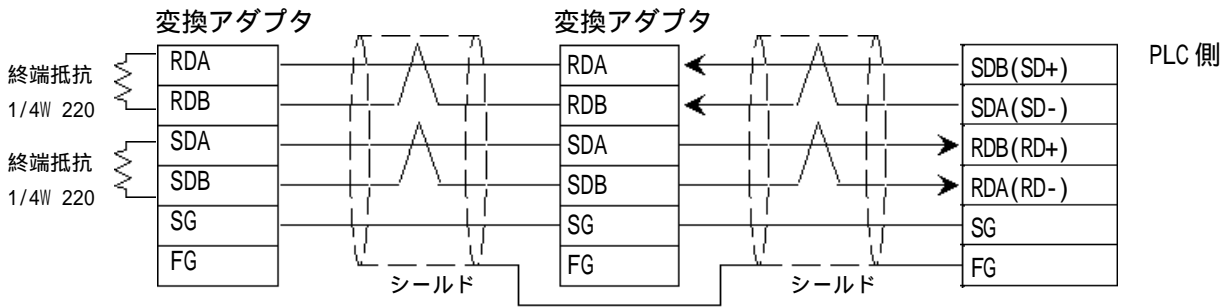 変換アダプタ
変換アダプタ
PLC 側
終端抵抗
1/4W 220
終端抵抗
1/4W 220
RDA
RDB
SDA
SDB
SG
FG
シールド
RDA
RDB
SDA
SDB
SG
FG
シールド
SDB(SD+)
SDA(SD-)
RDB(RD+)
RDA(RD-)
SG
FG